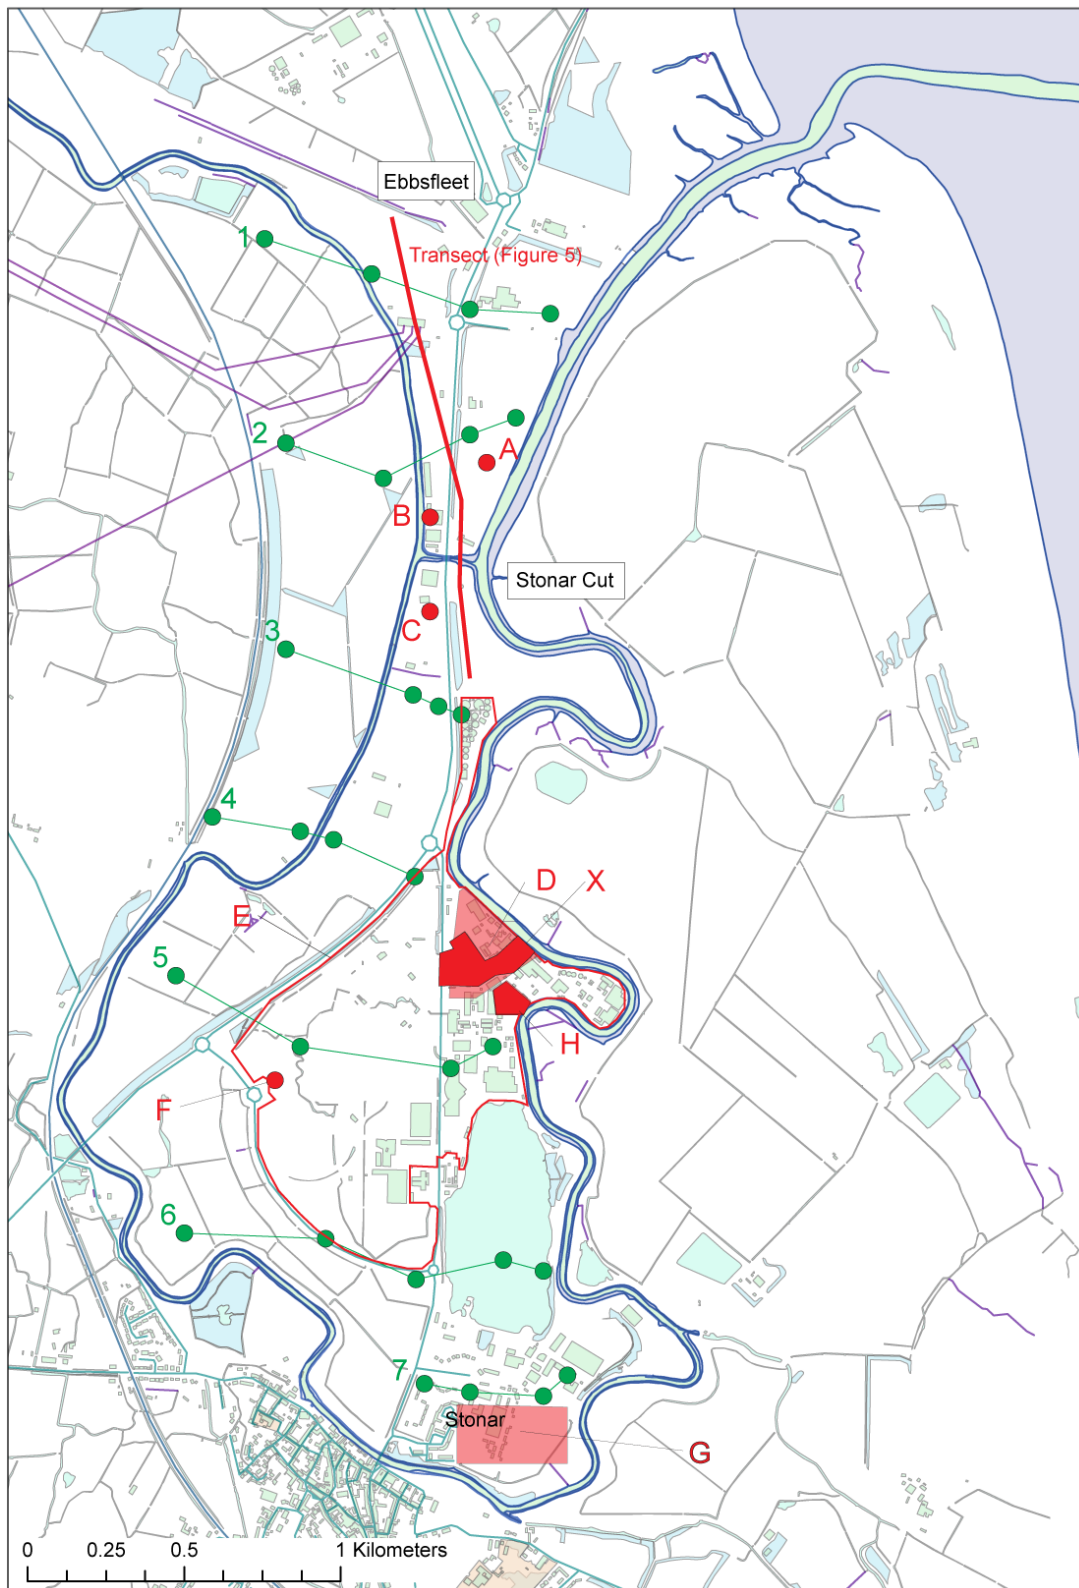 Ebbsfleet
1
Transect (Figure 5)
2
A
B
Stonar Cut
C
3
4
D
X
E
5
H
F
6
7
Stonar
G
0 0.25 0.5 1 Kilometers